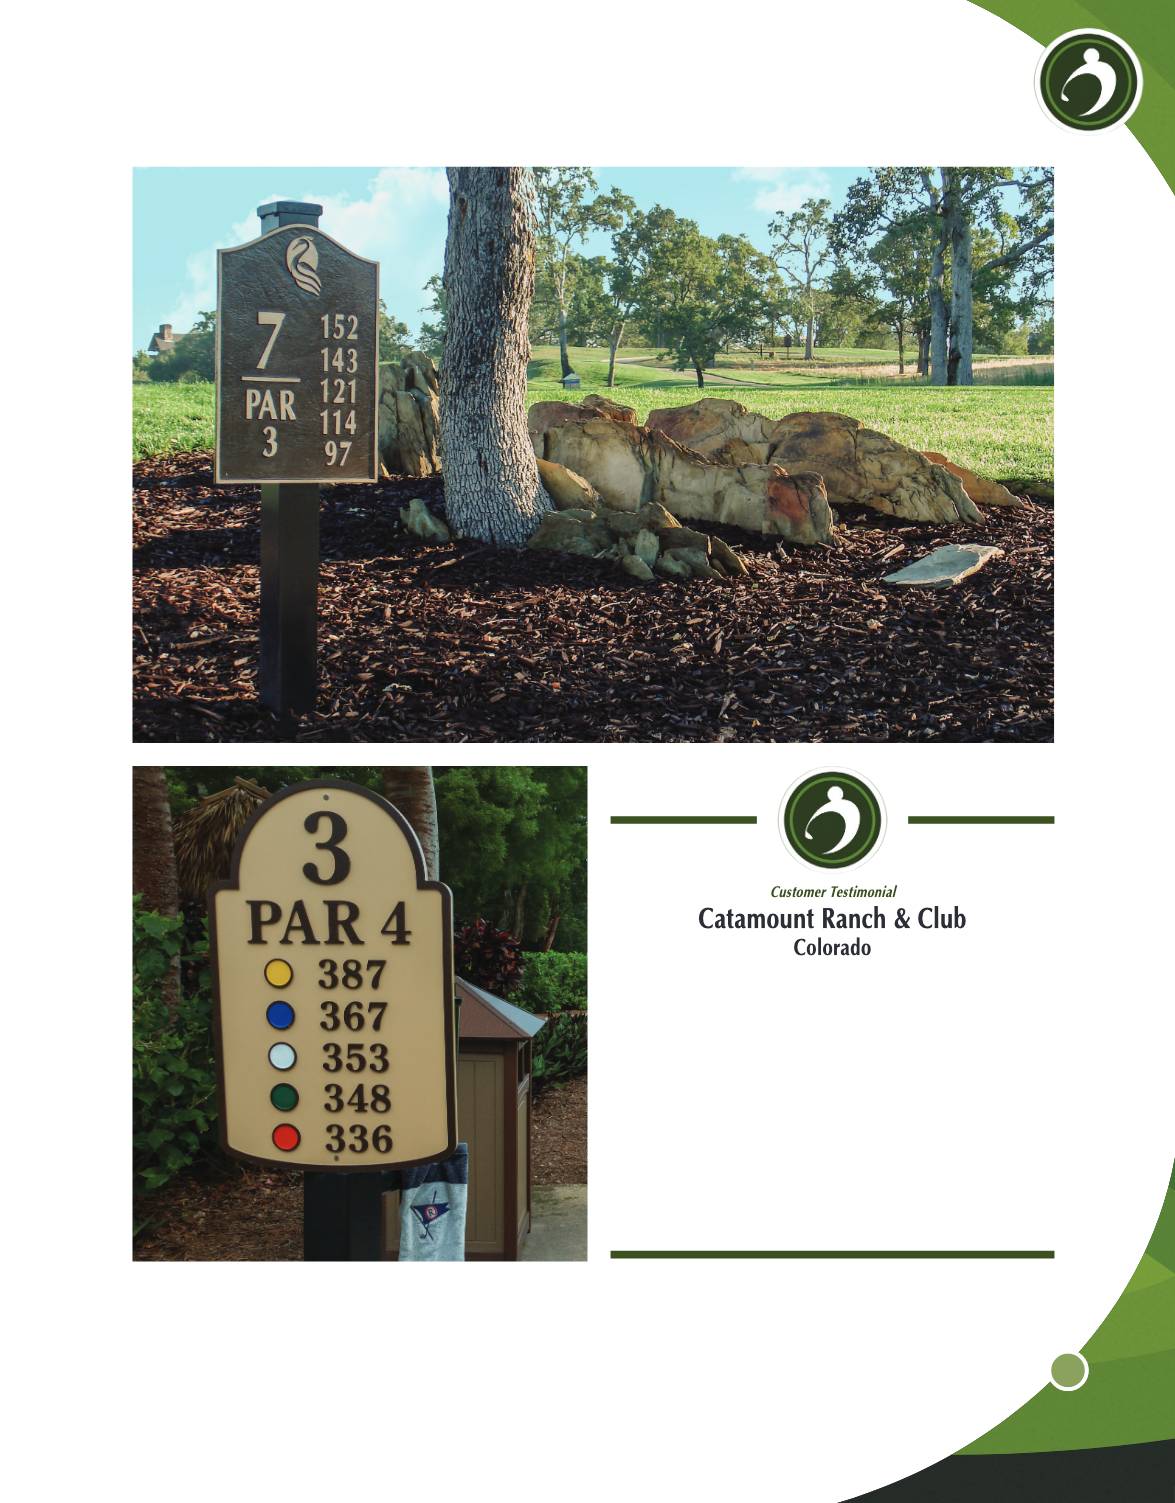 7
PAR
3
152
143
121
114
97
3
PAR 4
387
367
353
348
336
Customer Testimonial
Catamount Ranch & Club
Colorado